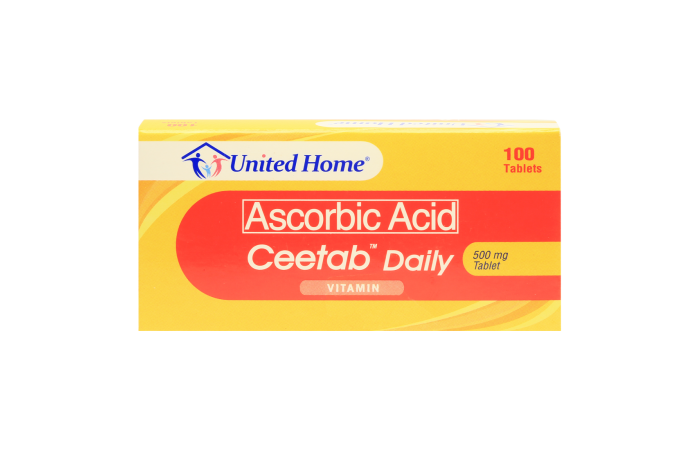 United Home®
100
Tablets
Ascorbic Acid
Ceetab™ Daily
500 mg
Tablet
VITAMIN